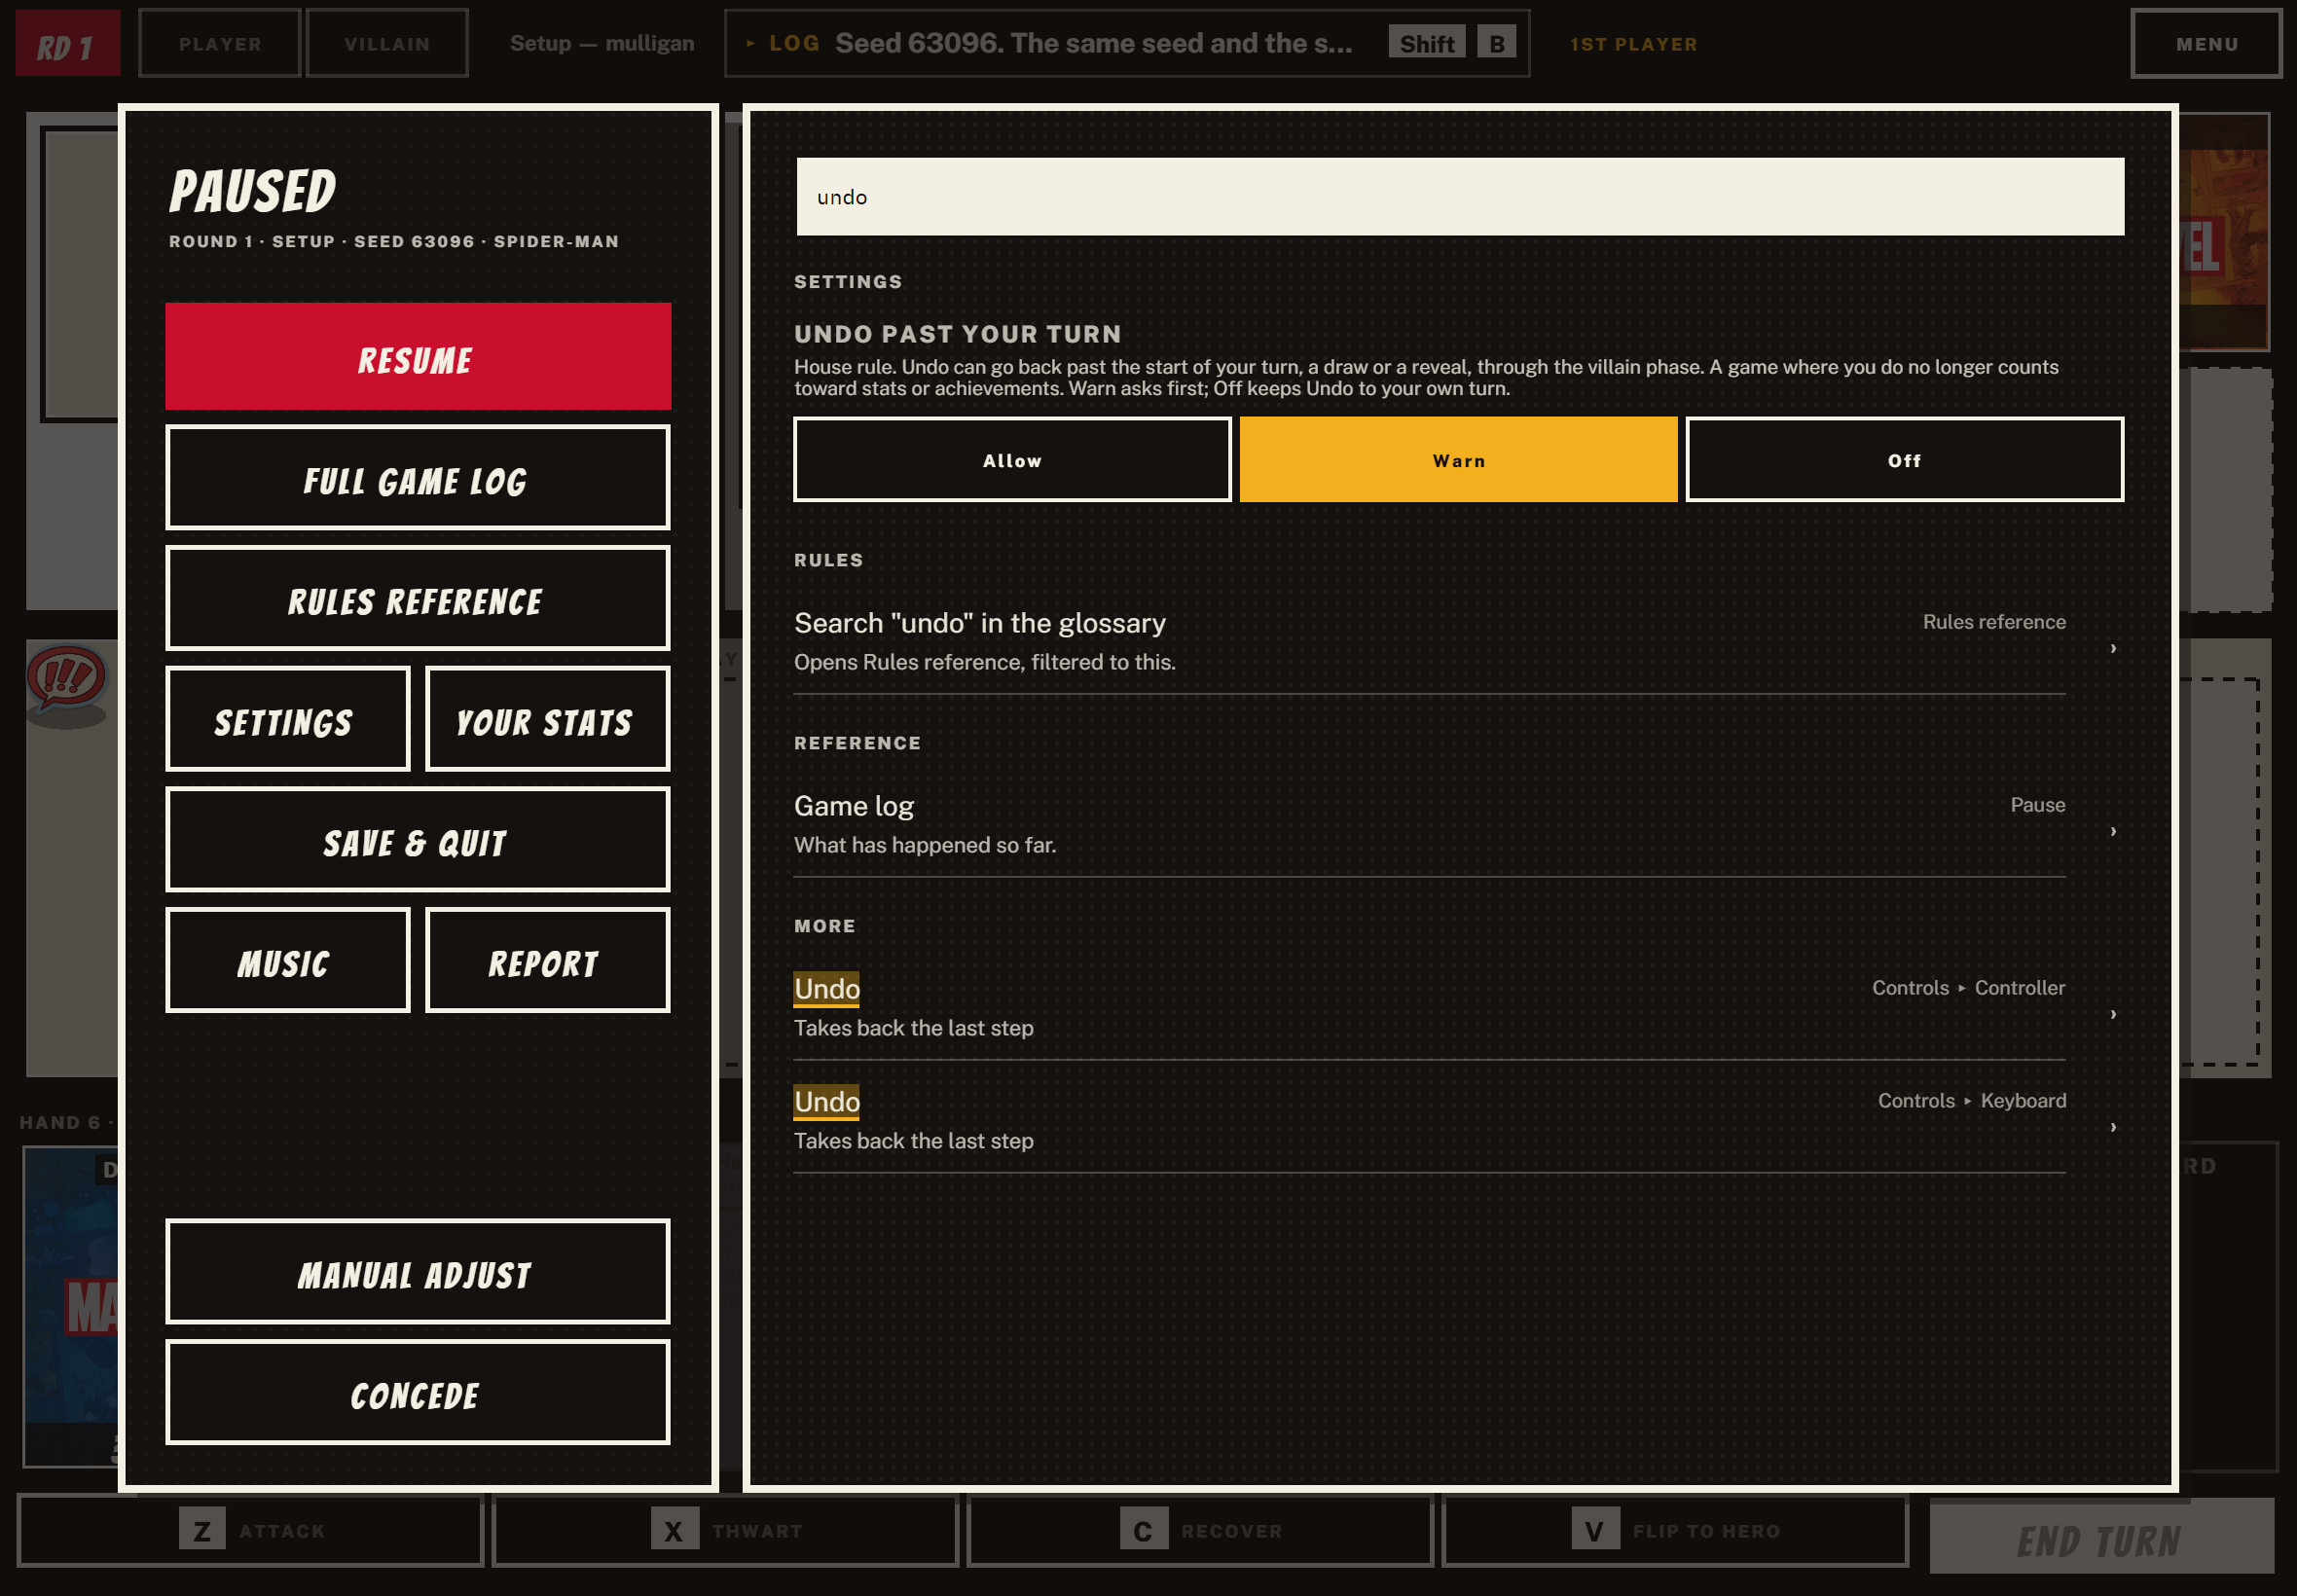 RD 1
PLAYER
VILLAIN
Setup — mulligan
▸ LOG Seed 63096. The same seed and the s... Shift B
1ST PLAYER
MENU
PAUSED
ROUND 1 · SETUP · SEED 63096 · SPIDER-MAN
RESUME
FULL GAME LOG
RULES REFERENCE
SETTINGS
YOUR STATS
SAVE & QUIT
MUSIC
REPORT
MANUAL ADJUST
CONCEDE
undo
SETTINGS
UNDO PAST YOUR TURN
House rule. Undo can go back past the start of your turn, a draw or a reveal, through the villain phase. A game where you do no longer counts
toward stats or achievements. Warn asks first; Off keeps Undo to your own turn.
Allow
Warn
Off
RULES
Search "undo" in the glossary
Rules reference
Opens Rules reference, filtered to this.
REFERENCE
Game log
Pause
What has happened so far.
MORE
Undo
Controls ▸ Controller
Takes back the last step
Undo
Controls ▸ Keyboard
Takes back the last step
HAND 6 ·
Z ATTACK
X THWART
C RECOVER
V FLIP TO HERO
END TURN